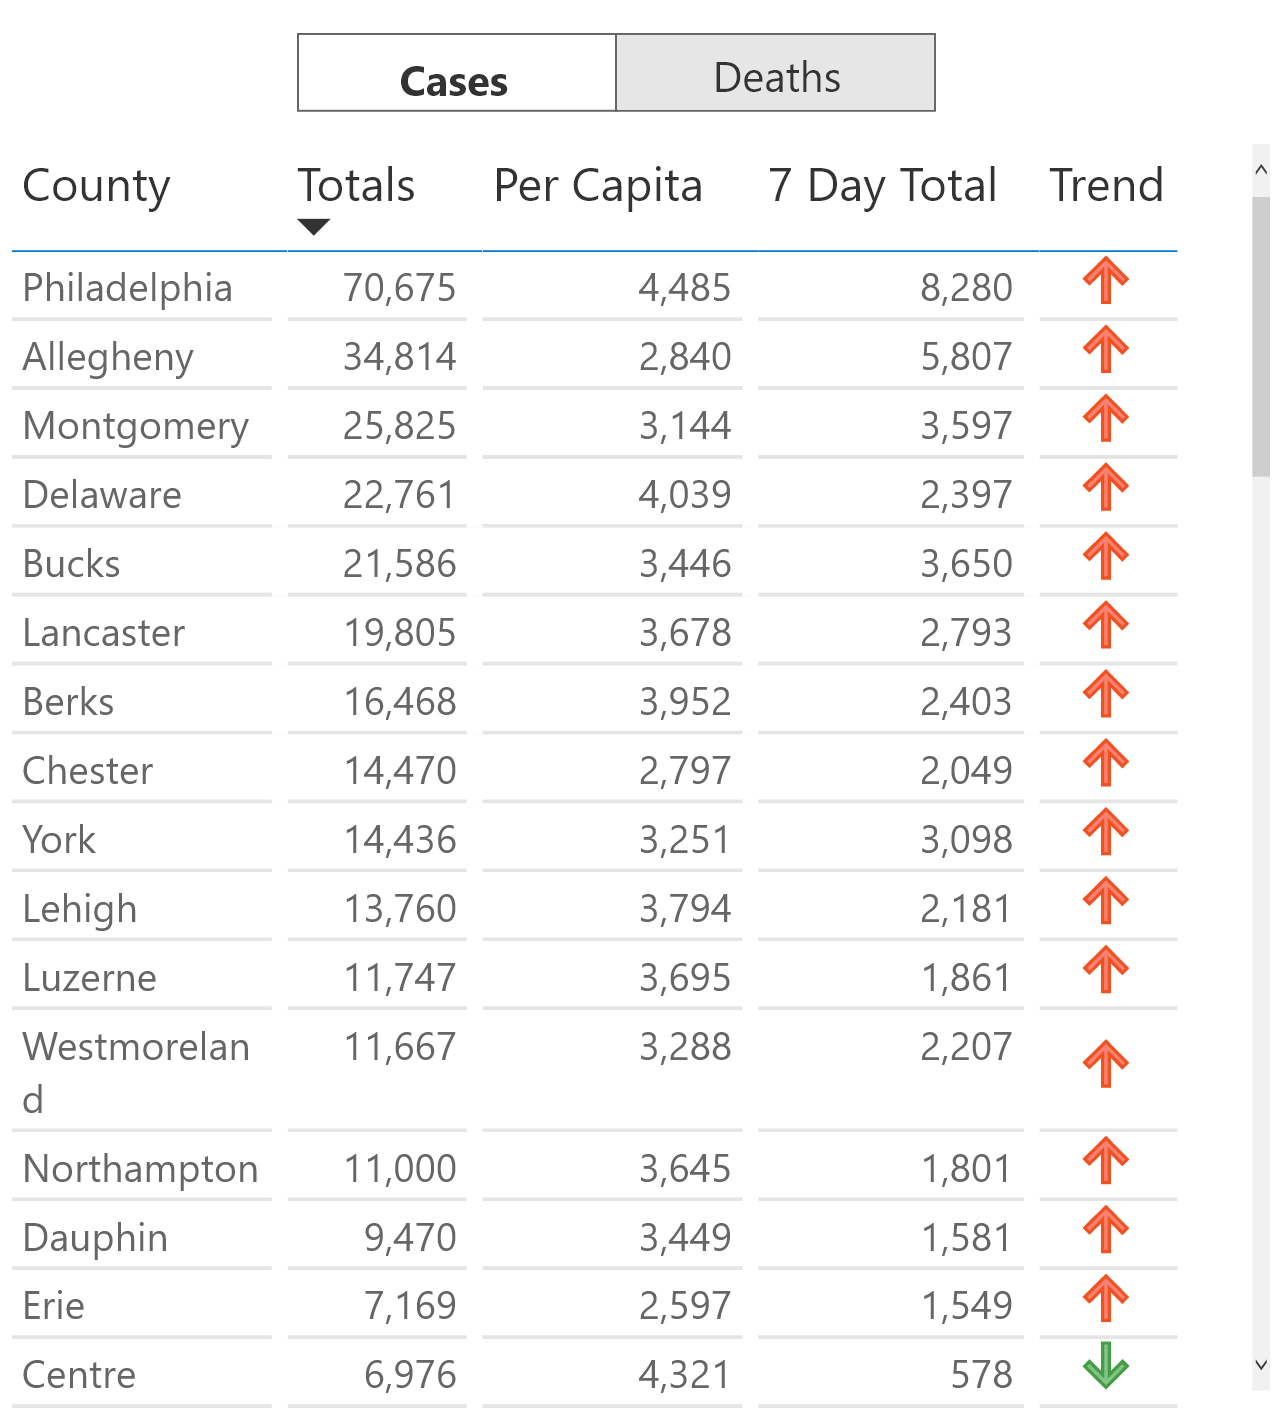 Cases Deaths
County Totals Per Capita 7 Day Total Trend
Philadelphia 70,675 4,485 8,280
Allegheny 34,814 2,840 5,807
Montgomery 25,825 3,144 3,597
Delaware 22,761 4,039 2,397
Bucks 21,586 3,446 3,650
Lancaster 19,805 3,678 2,793
Berks 16,468 3,952 2,403
Chester 14,470 2,797 2,049
York 14,436 3,251 3,098
Lehigh 13,760 3,794 2,181
Luzerne 11,747 3,695 1,861
Westmorelan 11,667 3,288 2,207
d
Northampton 11,000 3,645 1,801
Dauphin 9,470 3,449 1,581
Erie 7,169 2,597 1,549
Centre 6,976 4,321 578